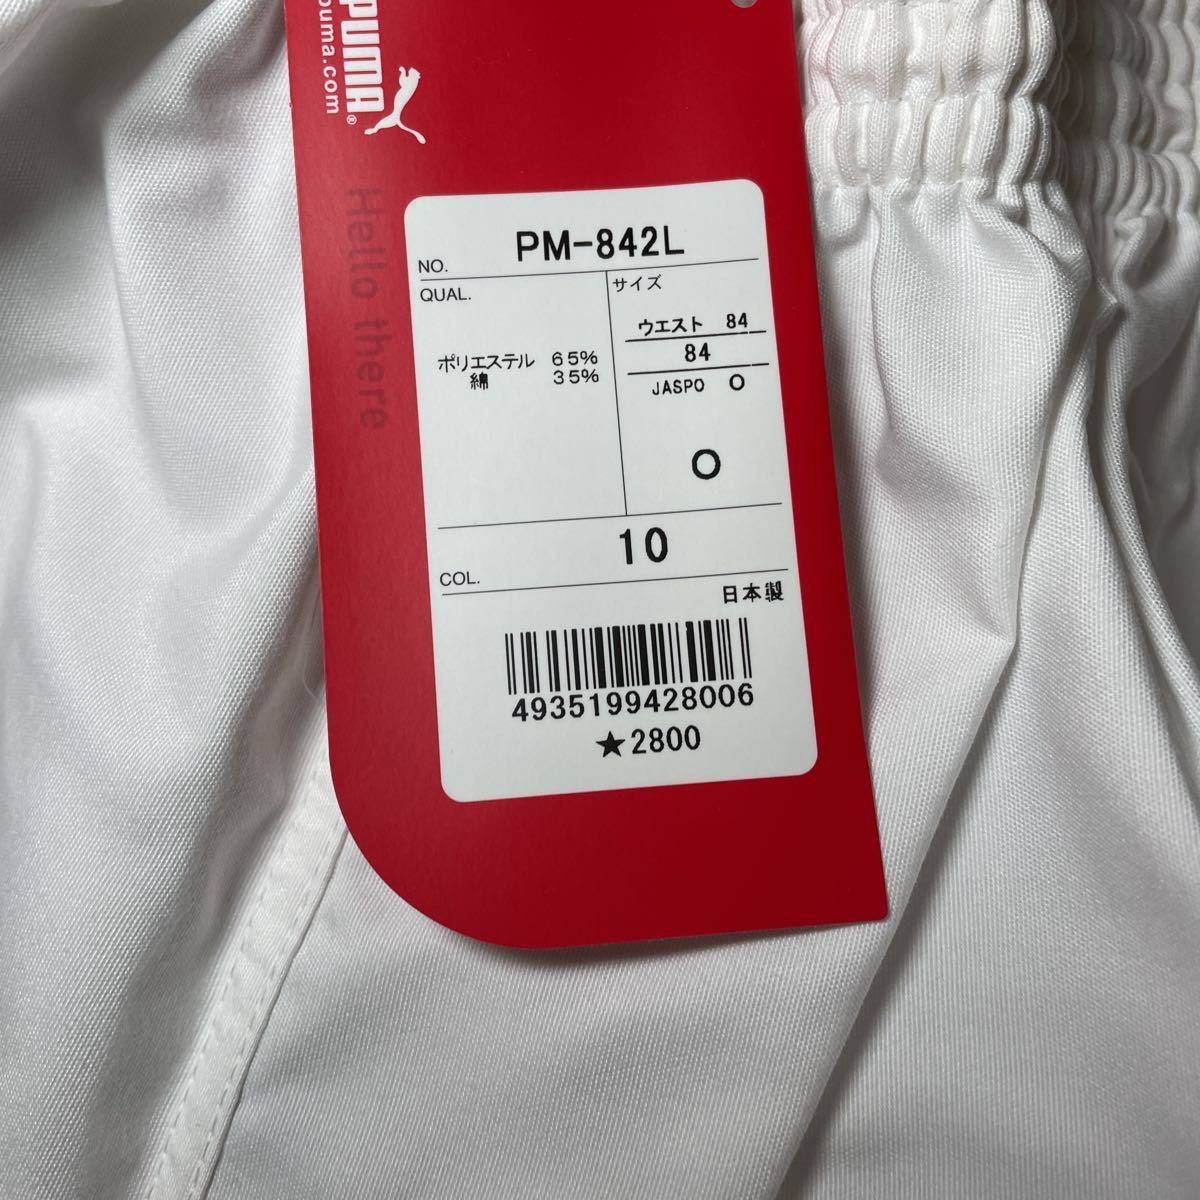 PUMA®
puma.com
Hello there
NO. PM-842L
QUAL.
サイズ
ポリエステル 65%
綿 35%
ウエスト 84
84
JASPO O
O
COL. 10
日本製
4935199428006
★2800